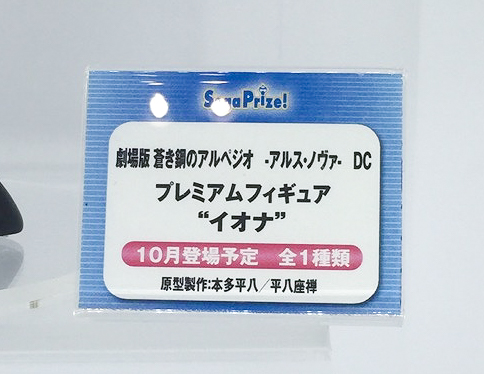 Sega Prize!
劇場版 蒼き鋼のアルペジオ -アルス・ノヴァ- DC
プレミアムフィギュア
“イオナ”
10月登場予定 全1種類
原型製作:本多平八/平八座禅